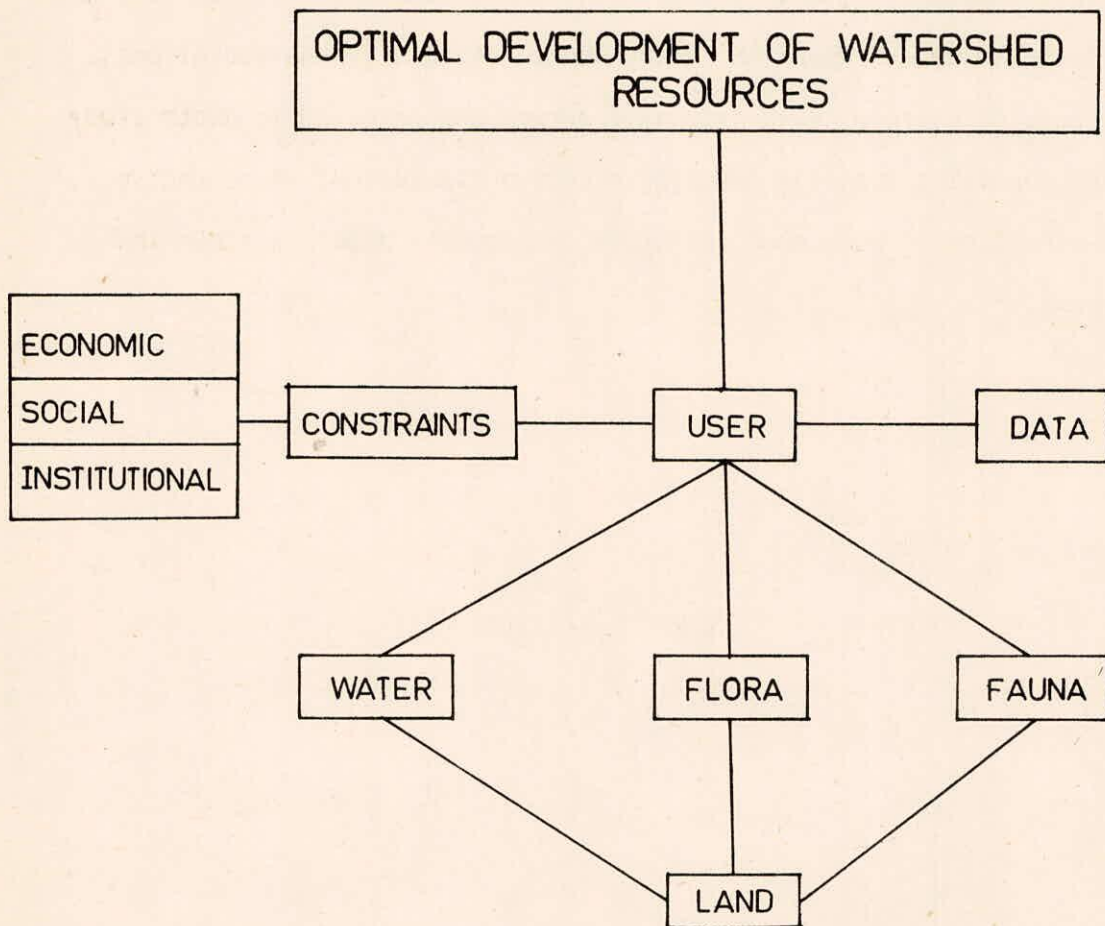 OPTIMAL DEVELOPMENT OF WATERSHED
RESOURCES
ECONOMIC
SOCIAL
INSTITUTIONAL
CONSTRAINTS
USER
DATA
WATER
FLORA
FAUNA
LAND